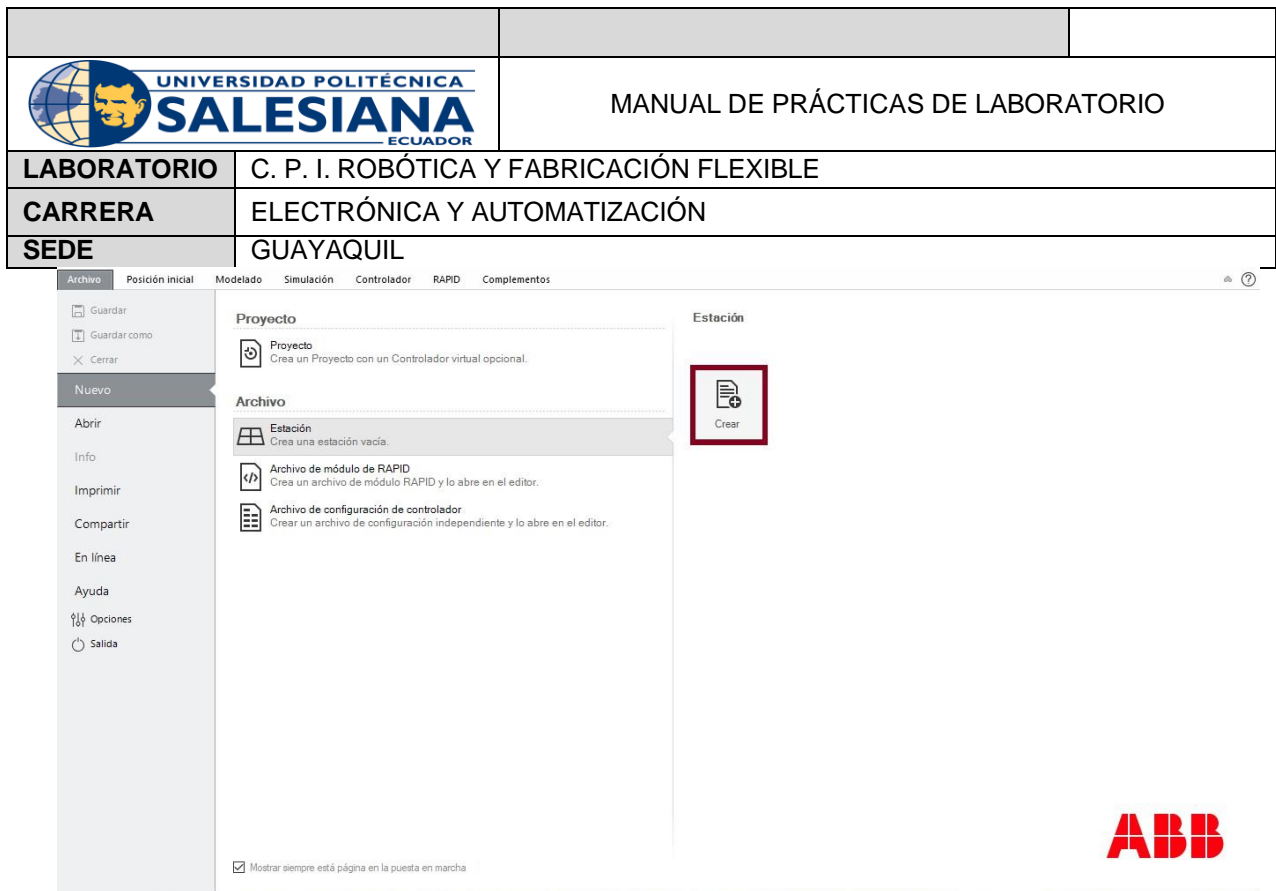 UNIVERSIDAD POLITÉCNICA
SALESIANA
ECUADOR
MANUAL DE PRÁCTICAS DE LABORATORIO
LABORATORIO C. P. I. ROBÓTICA Y FABRICACIÓN FLEXIBLE
CARRERA ELECTRÓNICA Y AUTOMATIZACIÓN
SEDE GUAYAQUIL
Archivo Posición inicial Modelado Simulación Controlador RAPID Complementos
Guardar
Guardar como
Cerrar
Nuevo
Abrir
Info
Imprimir
Compartir
En línea
Ayuda
Opciones
Salida
Proyecto
Proyecto
Crea un Proyecto con un Controlador virtual opcional.
Archivo
Estación
Crea una estación vacía.
Archivo de módulo de RAPID
Crea un archivo de módulo RAPID y lo abre en el editor.
Archivo de configuración de controlador
Crear un archivo de configuración independiente y lo abre en el editor.
Mostrar siempre está página en la puesta en marcha
Estación
Crear
ABB